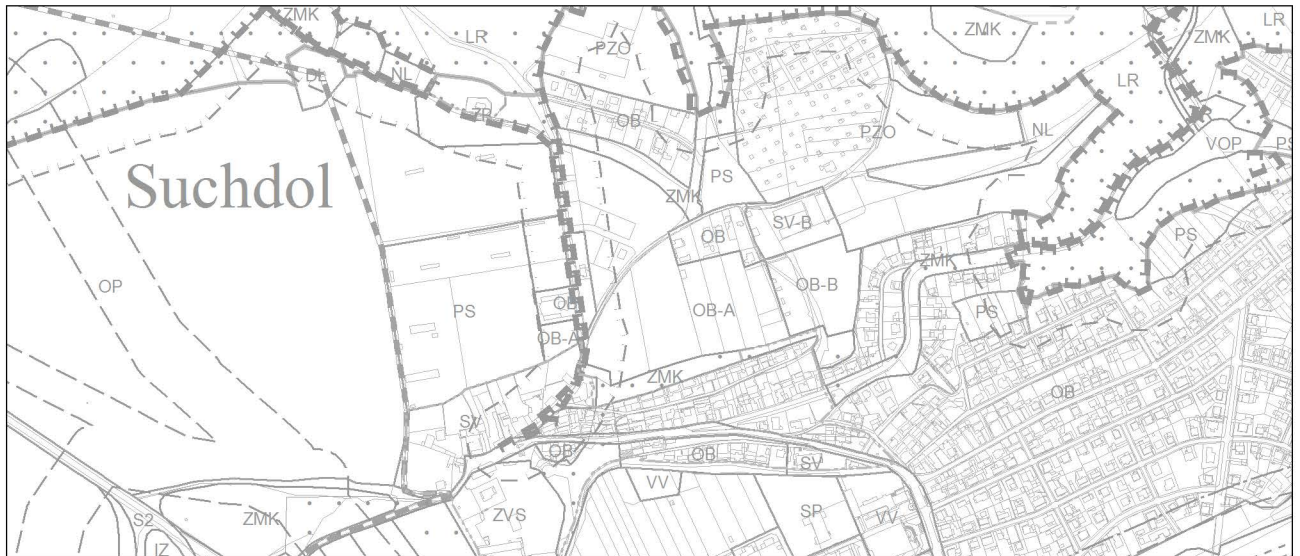 ZMK
LR
PZO
ZMK
ZMK
LR
DL
NL
LR
OB
PZO
NL
VOP
PS
Suchdol
PS
ZMK
OB
SV-B
PS
ZMK
OP
OB-B
PS
OB
OB-A
PS
OB-A
ZMK
OB
SV
OB
OB
SV
VV
S2
ZMK
ZVS
SP
VV
IZ